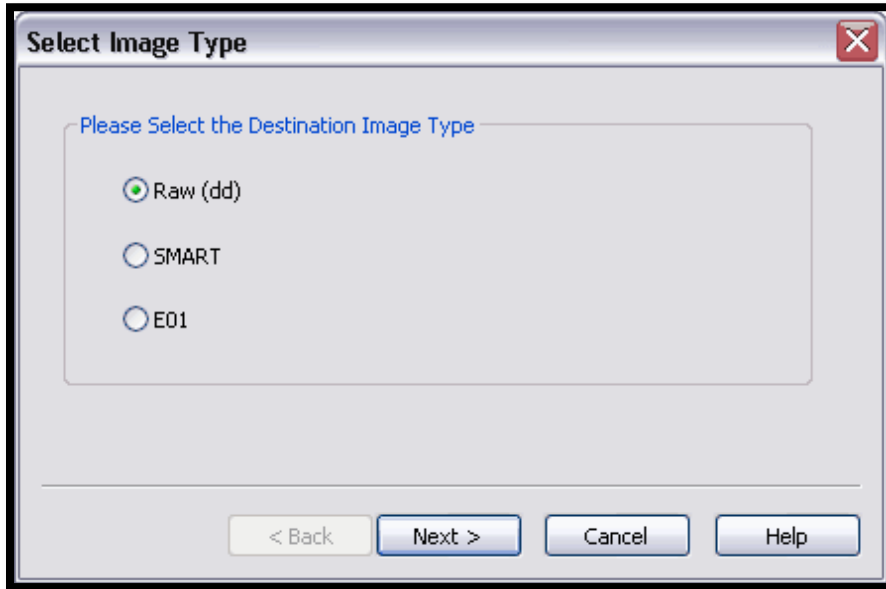 Select Image Type
Please Select the Destination Image Type
Raw (dd)
SMART
E01
< Back Next > Cancel Help